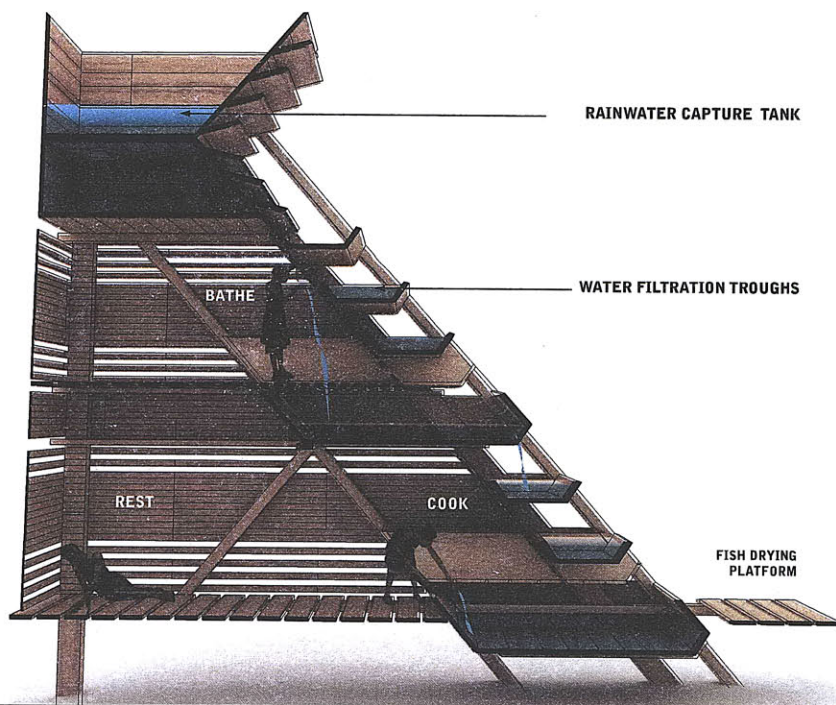 RAINWATER CAPTURE TANK
BATHE
WATER FILTRATION TROUGHS
REST
COOK
FISH DRYING
PLATFORM